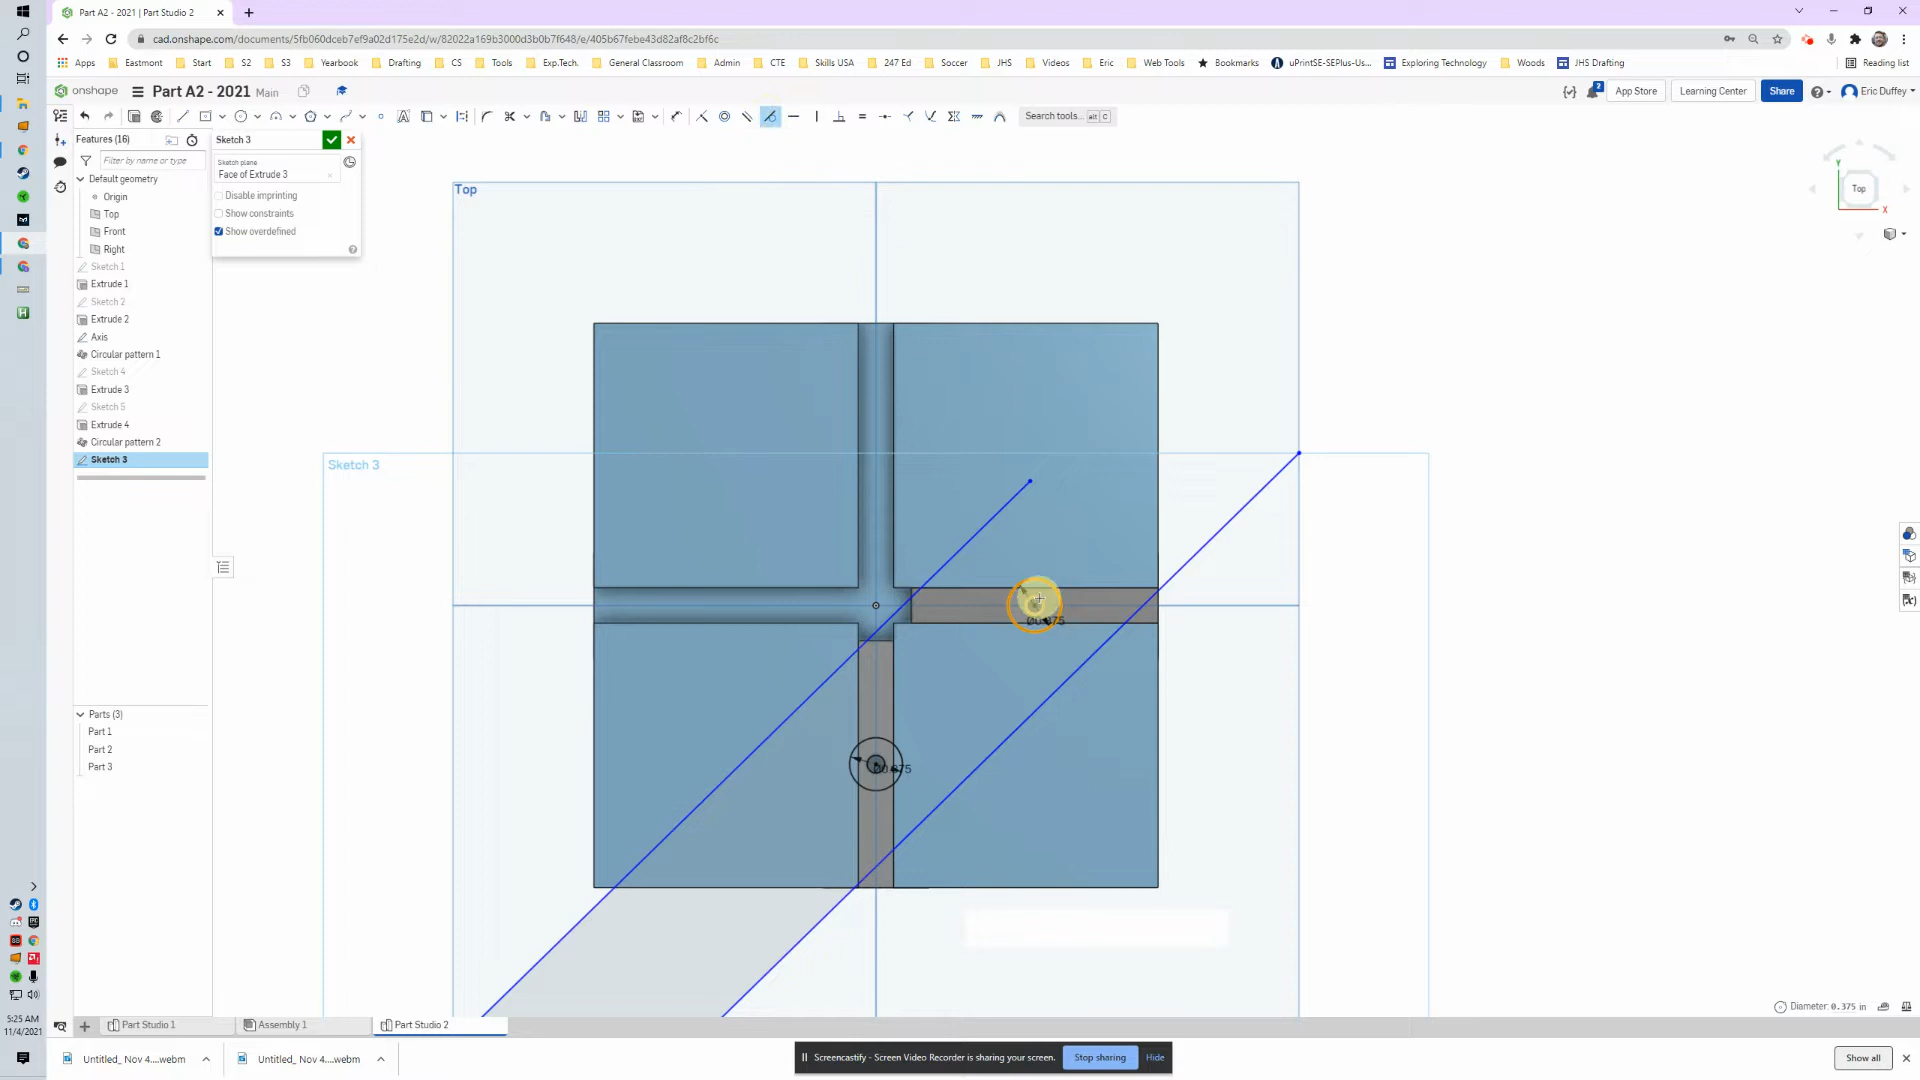 Part A2 - 2021 | Part Studio 2
cad.onshape.com/documents/5fb060dceb7ef9a02d175e2d/w/82022a169b3000d3b0b7f648/e/405b67febe43d82af8c2bf6c
Apps Eastmont Start S2 S3 Yearbook Drafting CS Tools Exp.Tech. General Classroom Admin CTE Skills USA 247 Ed Soccer JHS Videos Eric Web Tools Bookmarks uPrintSE-SEPlus-Us... Exploring Technology Woods JHS Drafting Reading list
onshape Part A2 - 2021 Main 2 App Store Learning Center Share Eric Duffey
Search tools... alt C
Features (16)
Filter by name or type
Default geometry
Origin
Top
Front
Right
Sketch 1
Extrude 1
Sketch 2
Extrude 2
Axis
Circular pattern 1
Sketch 4
Extrude 3
Sketch 5
Extrude 4
Circular pattern 2
Sketch 3
Sketch 3
Sketch plane
Face of Extrude 3
Disable imprinting
Show constraints
Show overdefined
Top
Y
Top
X
Sketch 3
Parts (3)
Part 1
Part 2
Part 3
Diameter: 0.375 in
Part Studio 1 Assembly 1 Part Studio 2
5:25 AM
11/4/2021
Untitled_ Nov 4....webm Untitled_ Nov 4....webm
Screencastify - Screen Video Recorder is sharing your screen. Stop sharing Hide
Show all